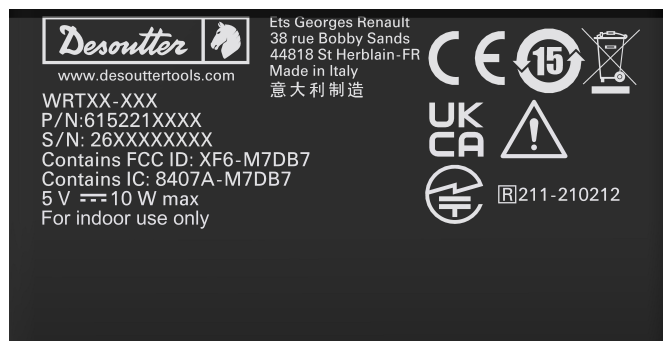 Desoutter
www.desouttertools.com
WRTXX-XXX
P/N:615221XXXX
S/N: 26XXXXXXXX
Contains FCC ID: XF6-M7DB7
Contains IC: 8407A-M7DB7
5 V ⎓ 10 W max
For indoor use only
Ets Georges Renault
38 rue Bobby Sands
44818 St Herblain-FR
Made in Italy
意大利制造
CE
15
UK
CA
!
R 211-210212